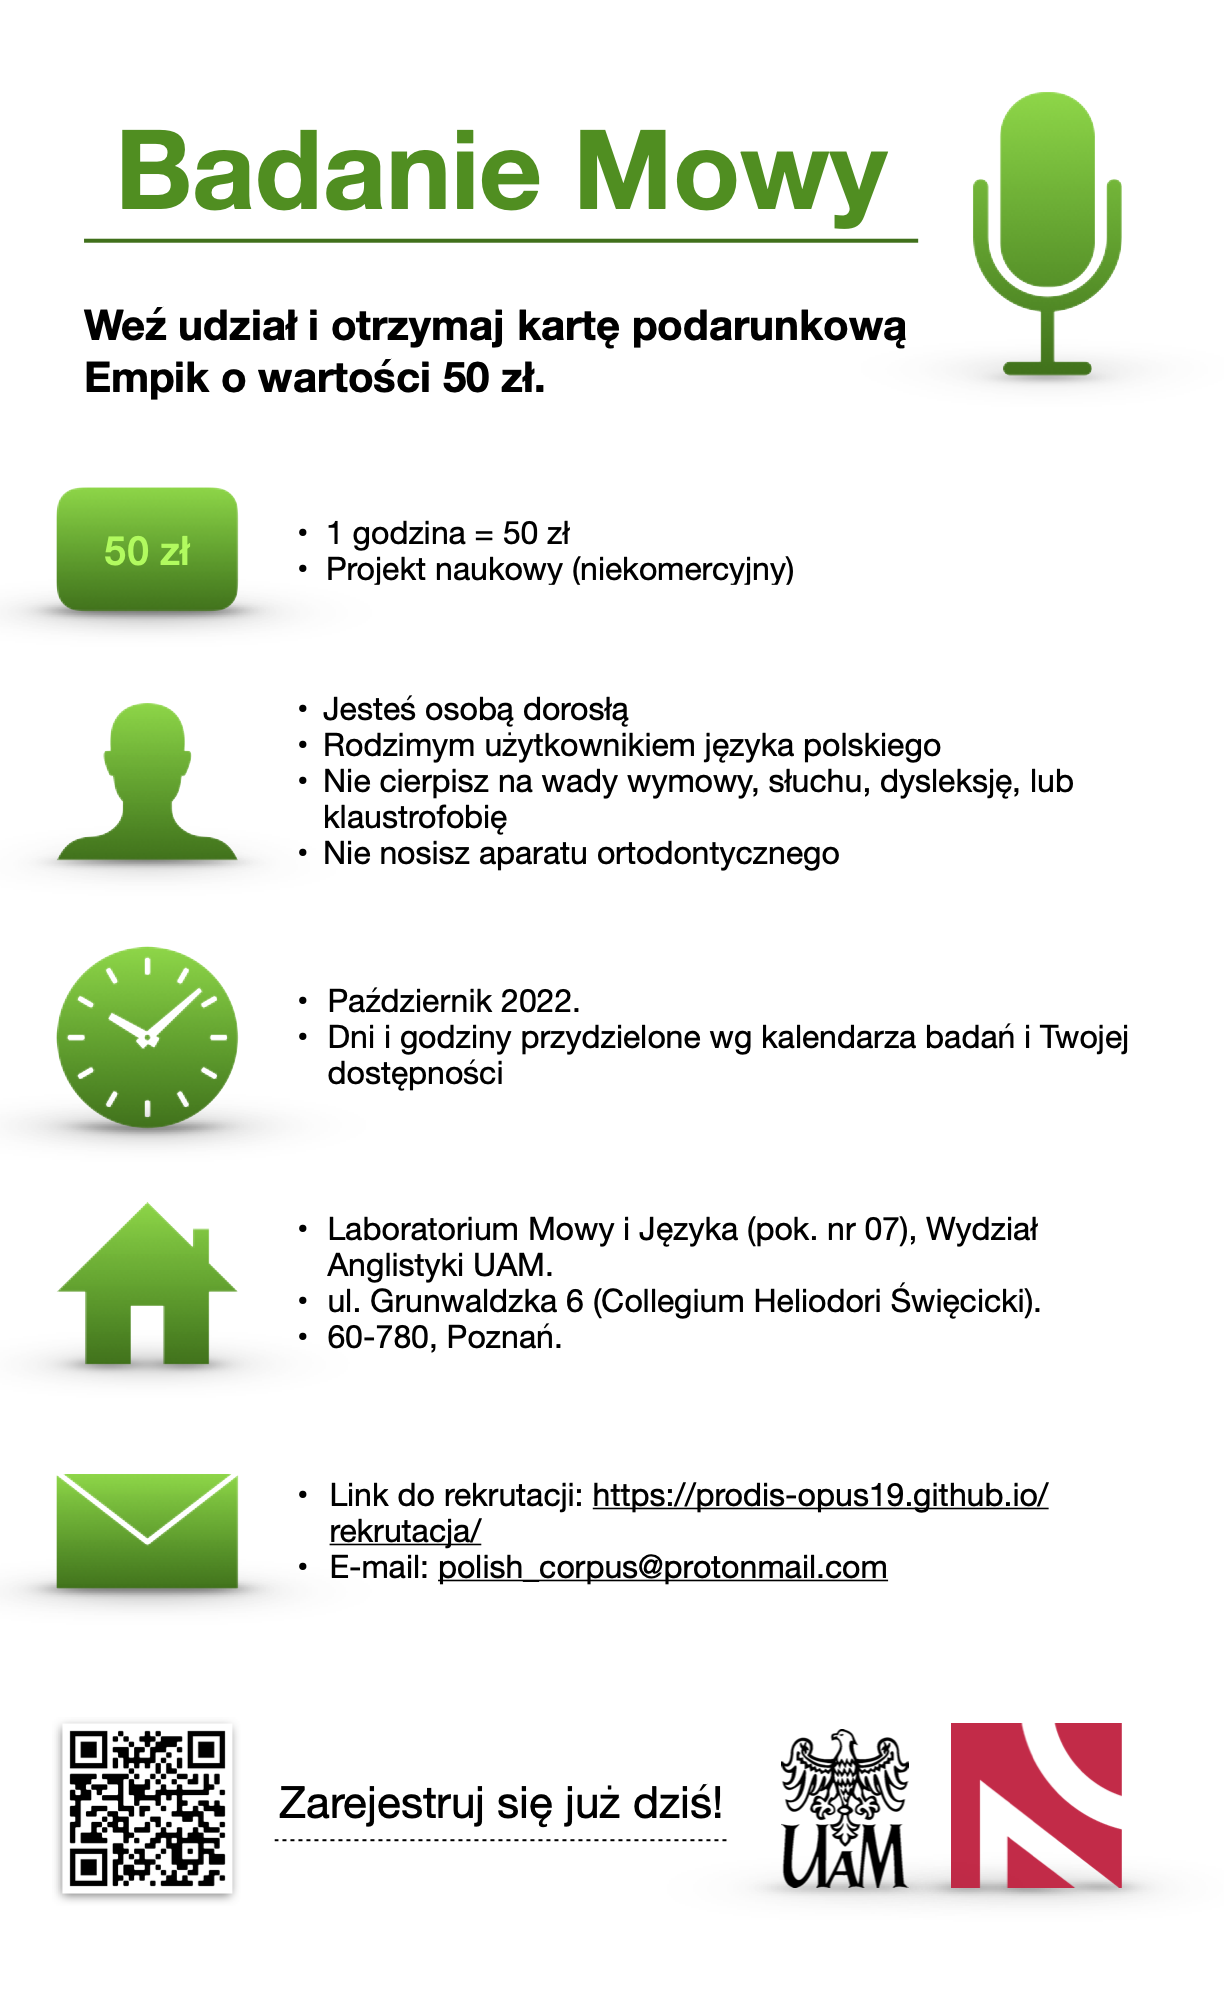 Badanie Mowy
Weź udział i otrzymaj kartę podarunkową
Empik o wartości 50 zł.
50 zł
• 1 godzina = 50 zł
• Projekt naukowy (niekomercyjny)
• Jesteś osobą dorosłą
• Rodzimym użytkownikiem języka polskiego
• Nie cierpisz na wady wymowy, słuchu, dysleksję, lub
klaustrofobię
• Nie nosisz aparatu ortodontycznego
• Październik 2022.
• Dni i godziny przydzielone wg kalendarza badań i Twojej
dostępności
• Laboratorium Mowy i Języka (pok. nr 07), Wydział
Anglistyki UAM.
• ul. Grunwaldzka 6 (Collegium Heliodori Święcicki).
• 60-780, Poznań.
• Link do rekrutacji: https://prodis-opus19.github.io/
rekrutacja/
• E-mail: polish_corpus@protonmail.com
Zarejestruj się już dziś!
UAM